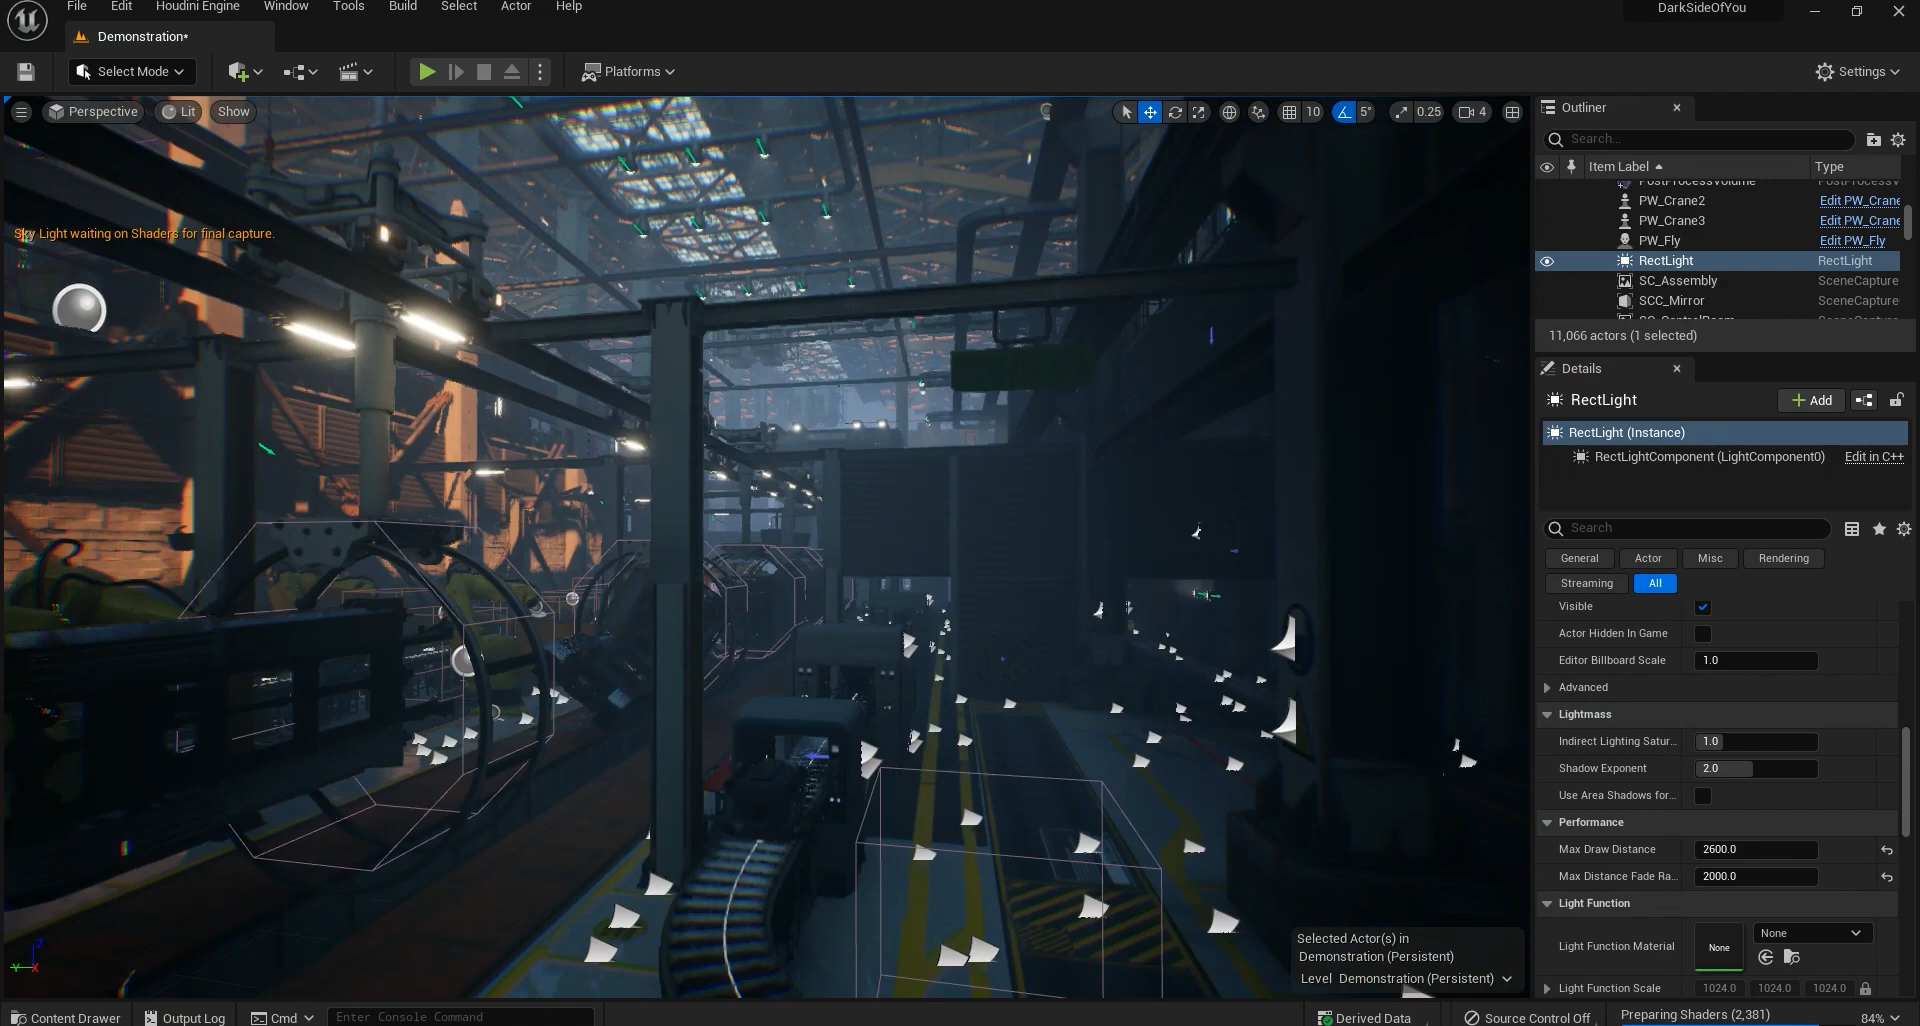 File Edit Houdini Engine Window Tools Build Select Actor Help
DarkSideOfYou
Demonstration*
Select Mode
Platforms
Settings
Perspective
Lit
Show
10
5°
0.25
4
Sky Light waiting on Shaders for final capture.
Selected Actor(s) in
Demonstration (Persistent)
Level Demonstration (Persistent)
Outliner
Search...
Item Label Type
PostProcessVolume PostProcessV
PW_Crane2 Edit PW_Crane
PW_Crane3 Edit PW_Crane
PW_Fly Edit PW_Fly
RectLight RectLight
SC_Assembly SceneCapture
SCC_Mirror SceneCapture
SC_ControlRoom SceneCapture
11,066 actors (1 selected)
Details
RectLight
Add
RectLight (Instance)
RectLightComponent (LightComponent0) Edit in C++
Search
General Actor Misc Rendering
Streaming All
Visible
Actor Hidden In Game
Editor Billboard Scale 1.0
Advanced
Lightmass
Indirect Lighting Satur... 1.0
Shadow Exponent 2.0
Use Area Shadows for...
Performance
Max Draw Distance 2600.0
Max Distance Fade Ra... 2000.0
Light Function
Light Function Material None None
Light Function Scale 1024.0 1024.0 1024.0
Content Drawer
Output Log
Cmd
Enter Console Command
Derived Data
Source Control Off
Preparing Shaders (2,381)
84%